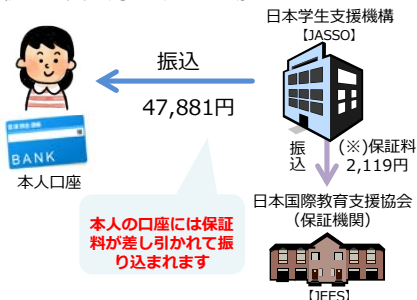 日本学生支援機構
【JASSO】
振込
47,881円
振込
(※)保証料
2,119円
BANK
本人口座
日本国際教育支援協会
(保証機関)
本人の口座には保証
料が差し引かれて振
り込まれます
【JEES】